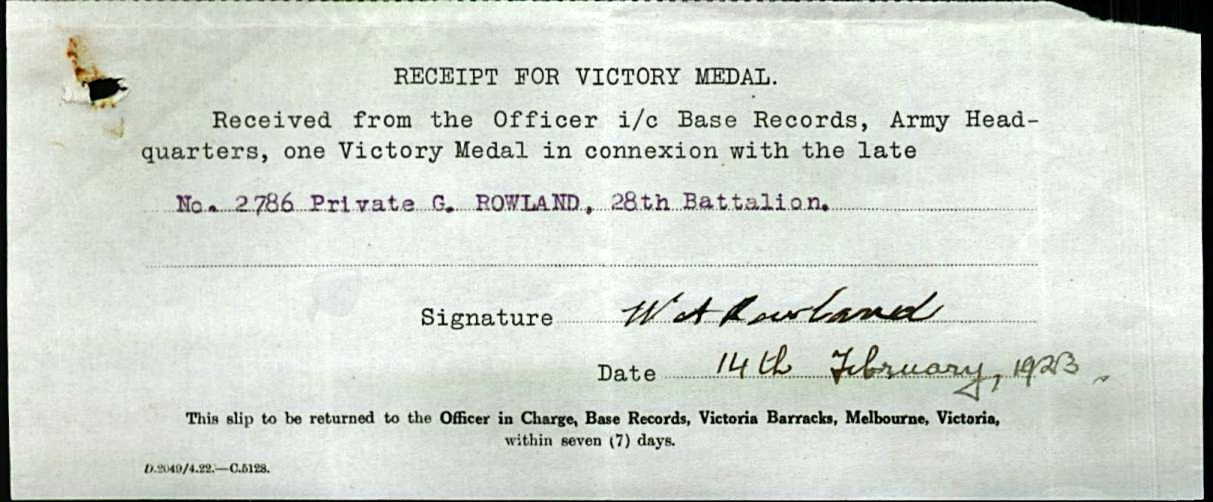 RECEIPT FOR VICTORY MEDAL.
Received from the Officer i/c Base Records, Army Head-
quarters, one Victory Medal in connexion with the late
No. 2786 Private G. ROWLAND, 28th Battalion.
Signature W A Rowland
Date 14th February, 1923.
This slip to be returned to the Officer in Charge, Base Records, Victoria Barracks, Melbourne, Victoria,
within seven (7) days.
D.2049/4.22.—C.5128.